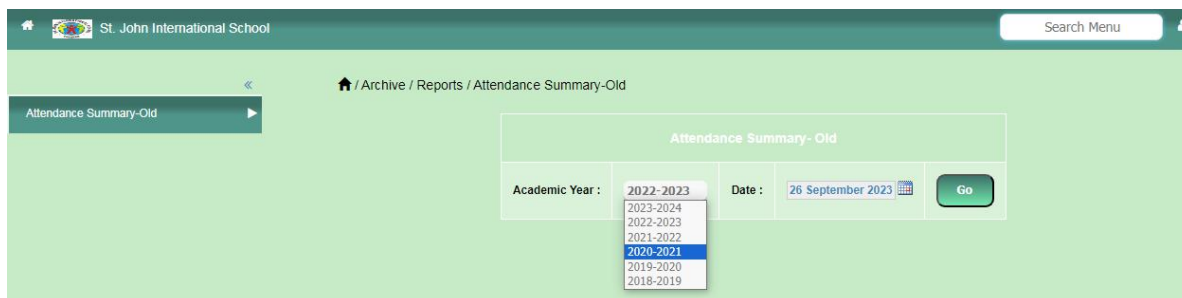 St. John International School
Search Menu
«
/ Archive / Reports / Attendance Summary-Old
Attendance Summary-Old
Attendance Summary- Old
Academic Year : 2022-2023 Date : 26 September 2023 Go
2023-2024
2022-2023
2021-2022
2020-2021
2019-2020
2018-2019